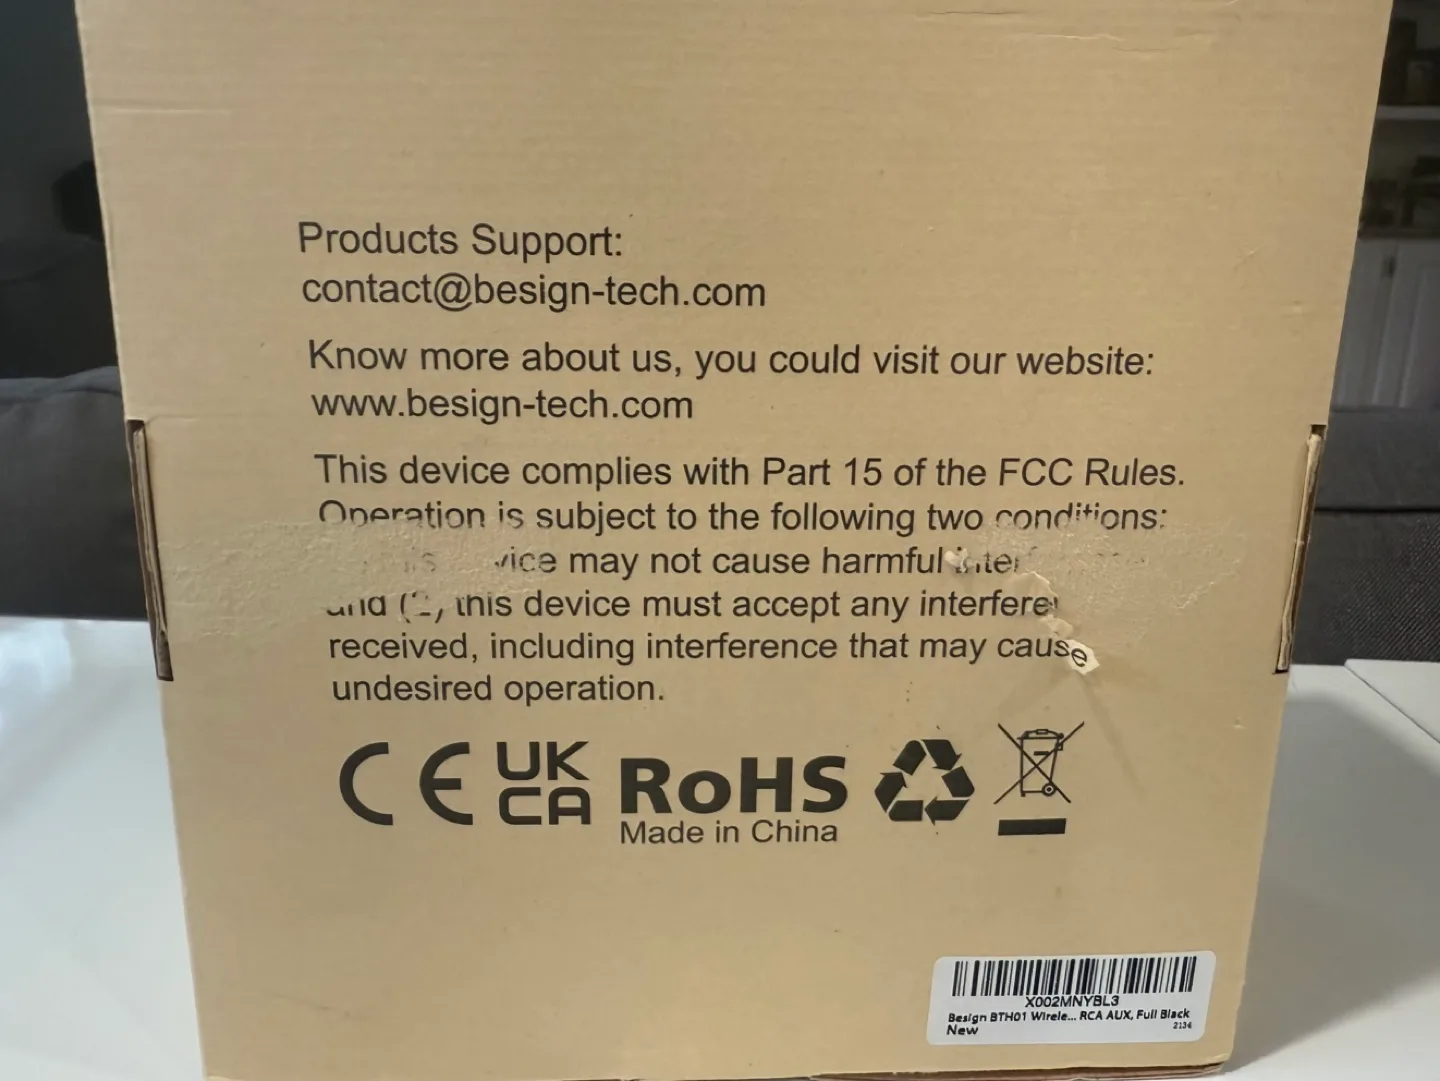 Products Support:
contact@besign-tech.com
Know more about us, you could visit our website:
www.besign-tech.com
This device complies with Part 15 of the FCC Rules.
Operation is subject to the following two conditions:
may not cause harmful
and (2) this device must accept any
received, including interference that may cause
undesired operation.
CE UK CA RoHS
Made in China
X002MNYBL3
Besign BTH01 Wirele... RCA AUX, Full Black
New 2134